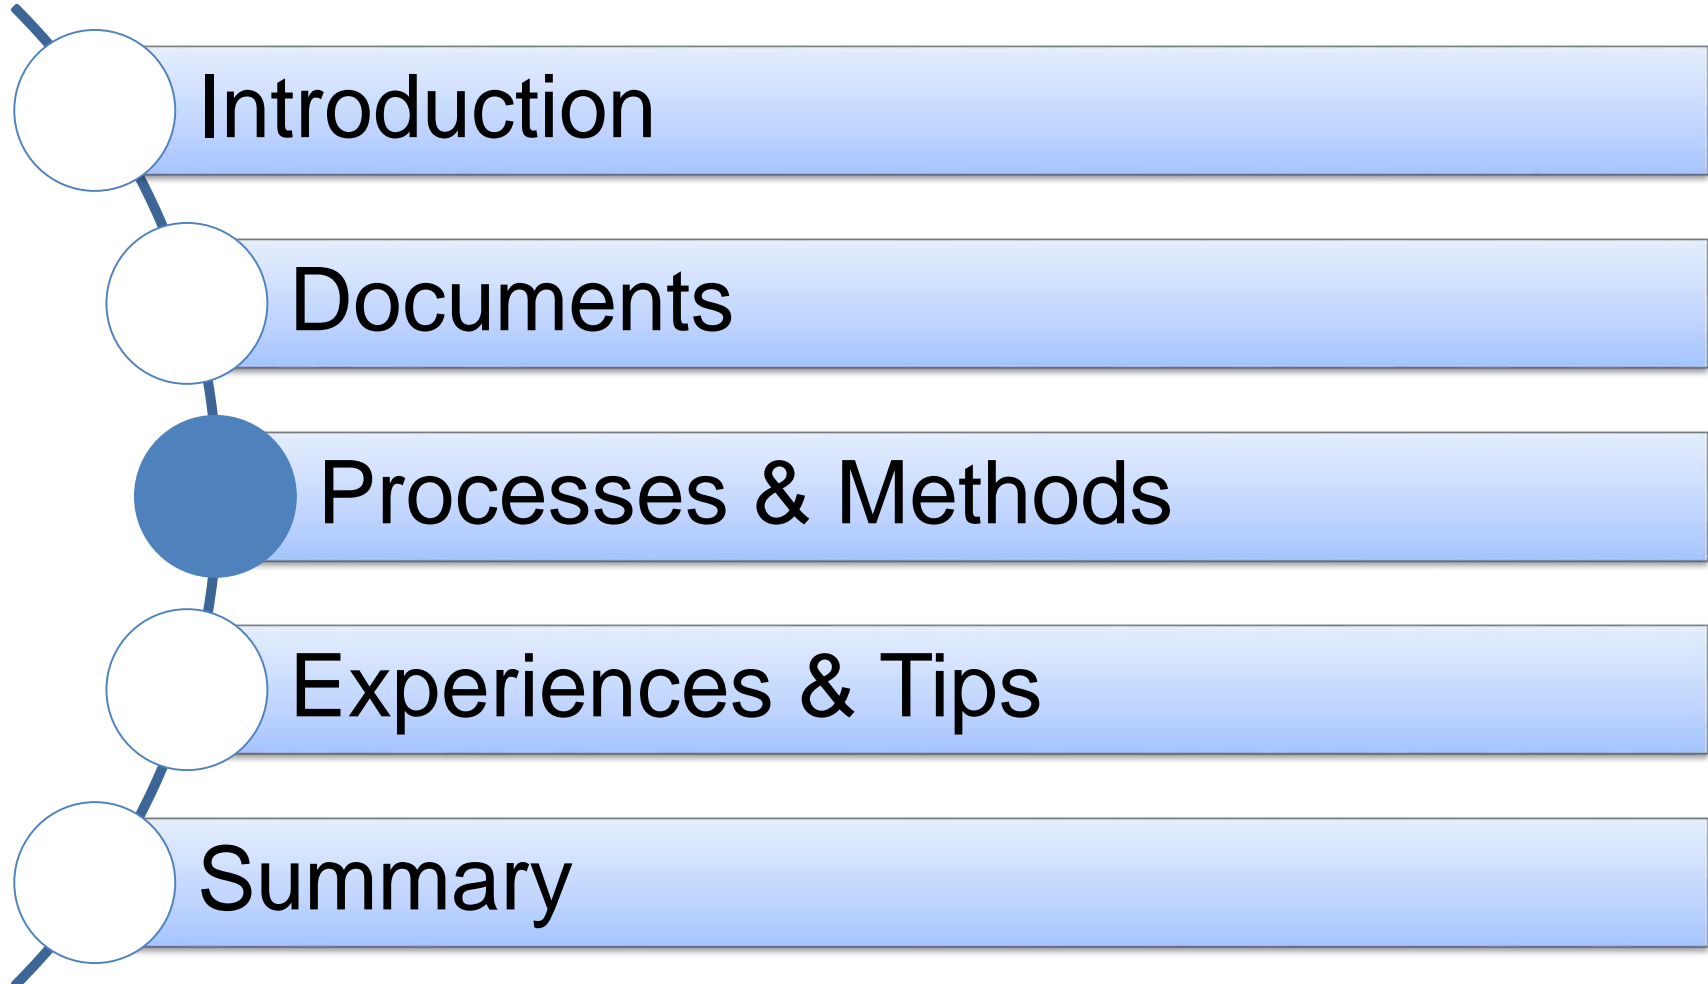 Introduction
Documents
Processes & Methods
Experiences & Tips
Summary